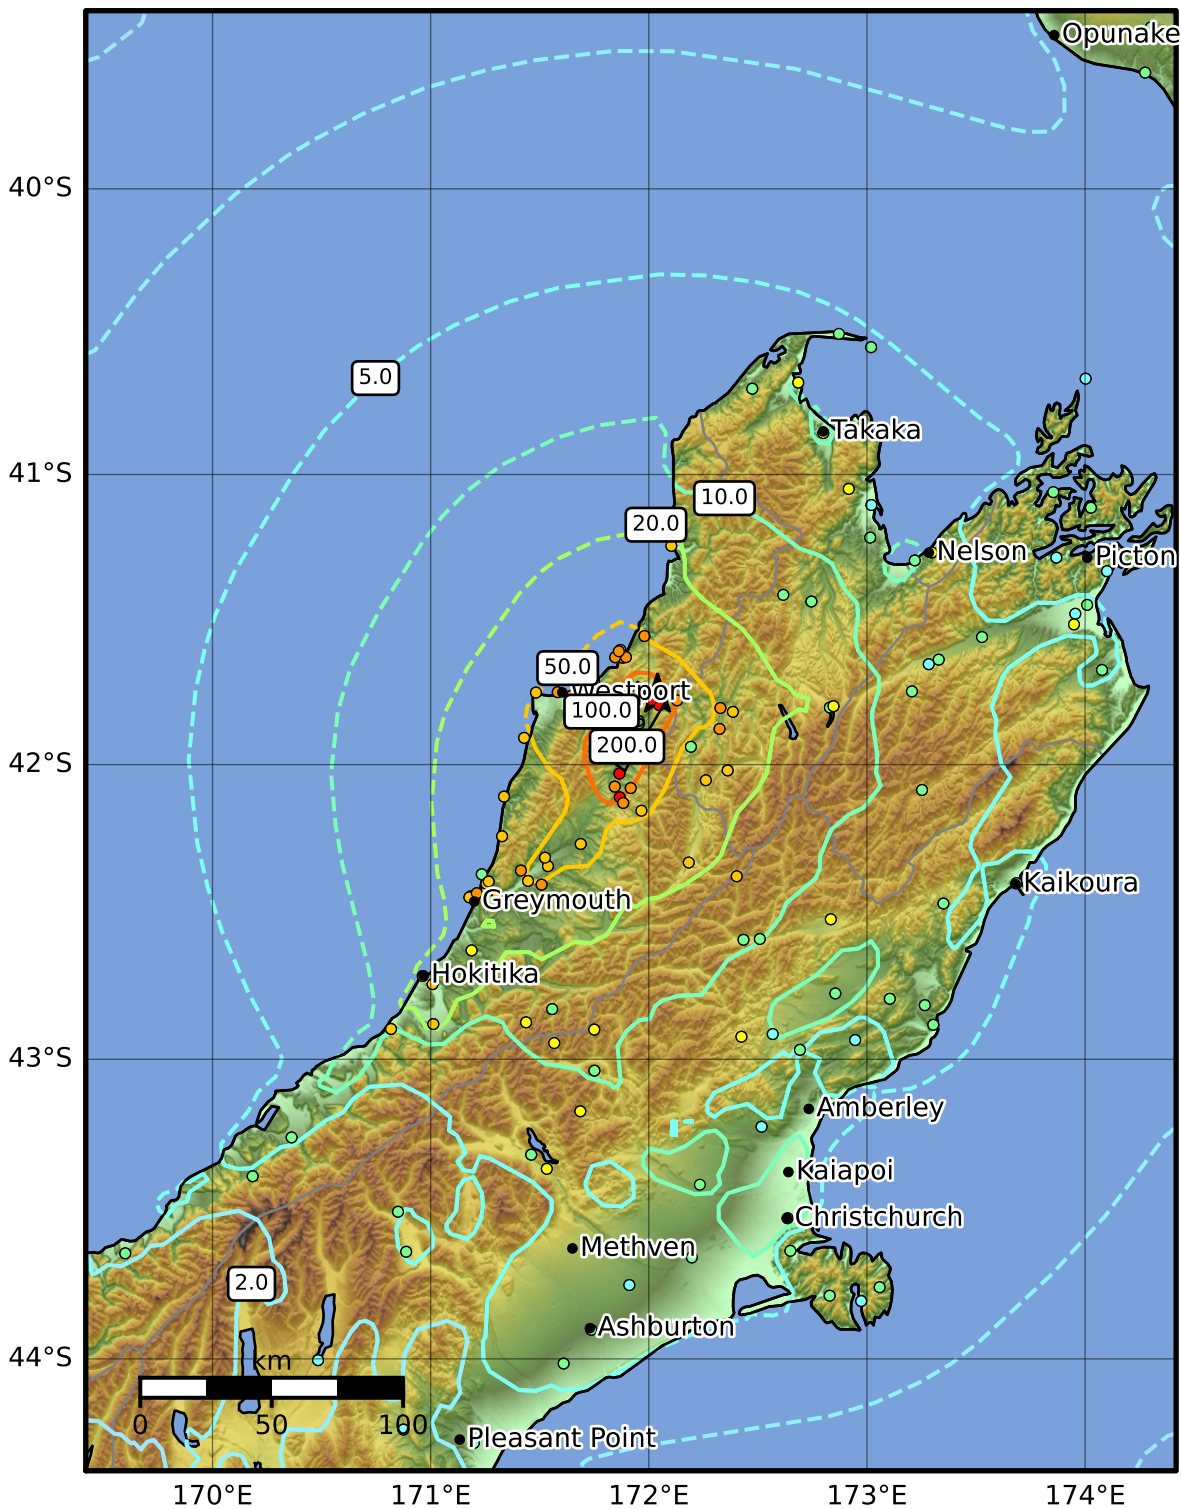 Opunake
40°S
5.0
Takaka
41°S
10.0
20.0
Nelson
Picton
50.0
Westport
100.0
200.0
42°S
Kaikoura
Greymouth
Hokitika
43°S
Amberley
Kaiapoi
Christchurch
Methven
2.0
Ashburton
44°S
km
0 50 100
Pleasant Point
170°E 171°E 172°E 173°E 174°E